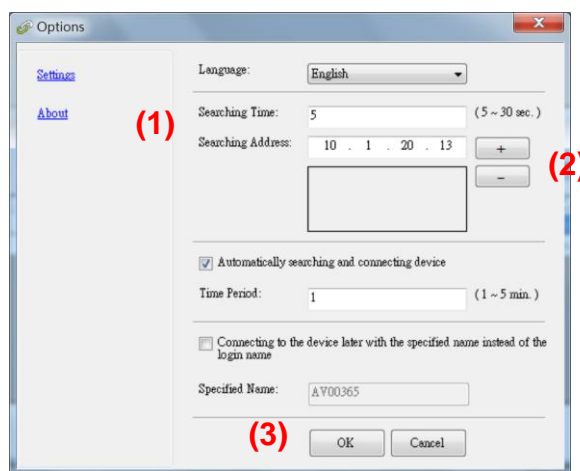 Options
Settings
About
Language:
English
(1)
Searching Time:
5
(5 ~ 30 sec.)
Searching Address:
10 . 1 . 20 . 13
+
(2)
-
Automatically searching and connecting device
Time Period:
1
(1 ~ 5 min.)
Connecting to the device later with the specified name instead of the
login name
Specified Name:
AV00365
(3)
OK
Cancel